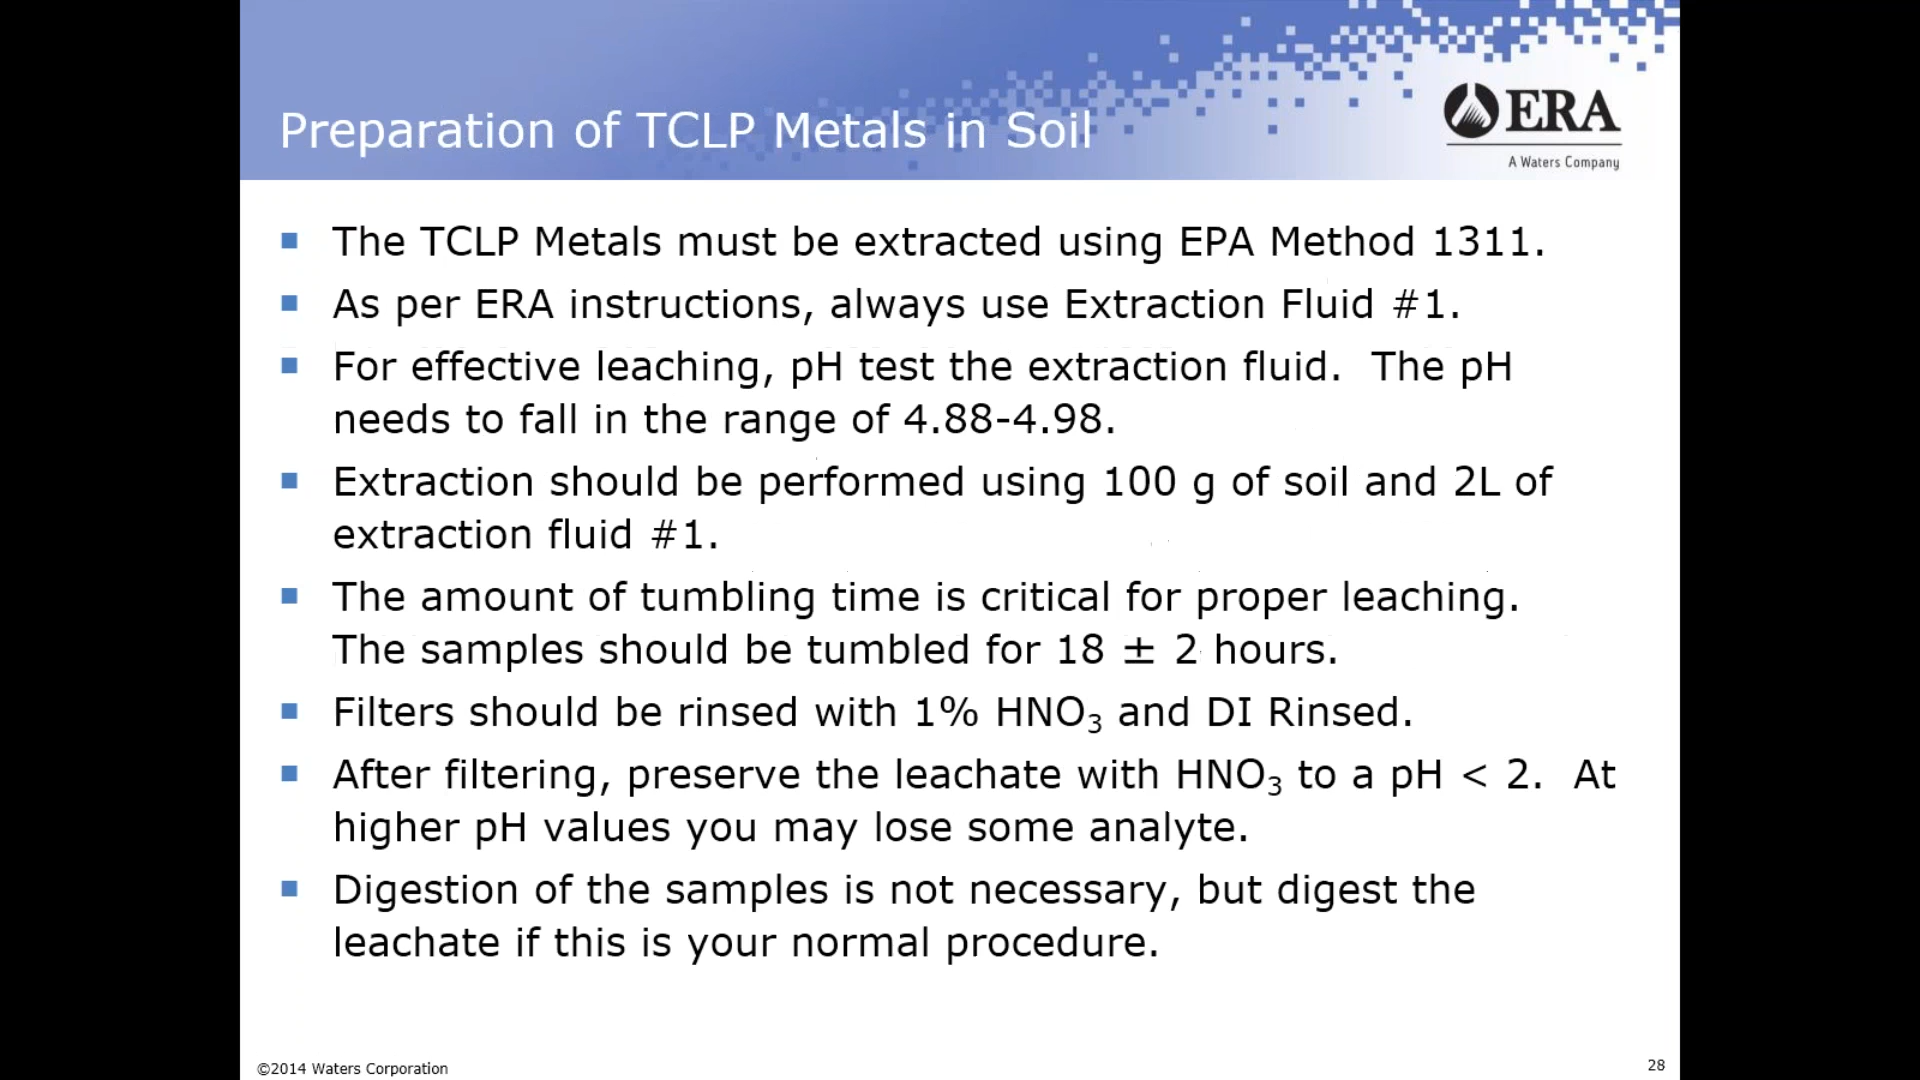 Preparation of TCLP Metals in Soil
ERA
A Waters Company
The TCLP Metals must be extracted using EPA Method 1311.
As per ERA instructions, always use Extraction Fluid #1.
For effective leaching, pH test the extraction fluid.  The pH
needs to fall in the range of 4.88-4.98.
Extraction should be performed using 100 g of soil and 2L of
extraction fluid #1.
The amount of tumbling time is critical for proper leaching.
The samples should be tumbled for 18 ± 2 hours.
Filters should be rinsed with 1% HNO₃ and DI Rinsed.
After filtering, preserve the leachate with HNO₃ to a pH < 2.  At
higher pH values you may lose some analyte.
Digestion of the samples is not necessary, but digest the
leachate if this is your normal procedure.
©2014 Waters Corporation
28